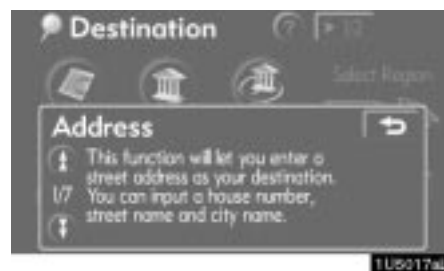 Destination
?
Select Region
Address
This function will let you enter a
street address as your destination.
1/7 You can input a house number,
street name and city name.